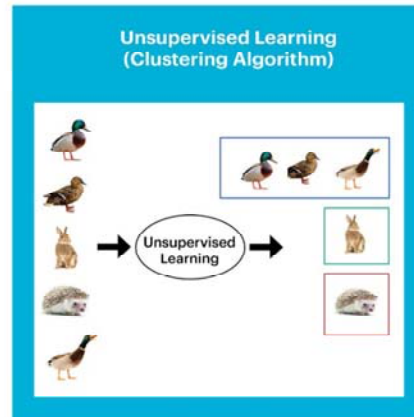 Unsupervised Learning
(Clustering Algorithm)
Unsupervised
Learning